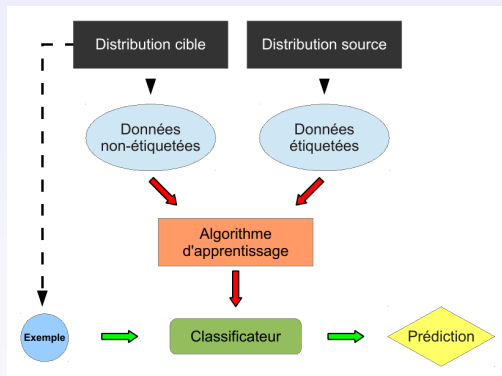 Distribution cible
Distribution source
Données
non-étiquetées
Données
étiquetées
Algorithme
d'apprentissage
Exemple
Classificateur
Prédiction